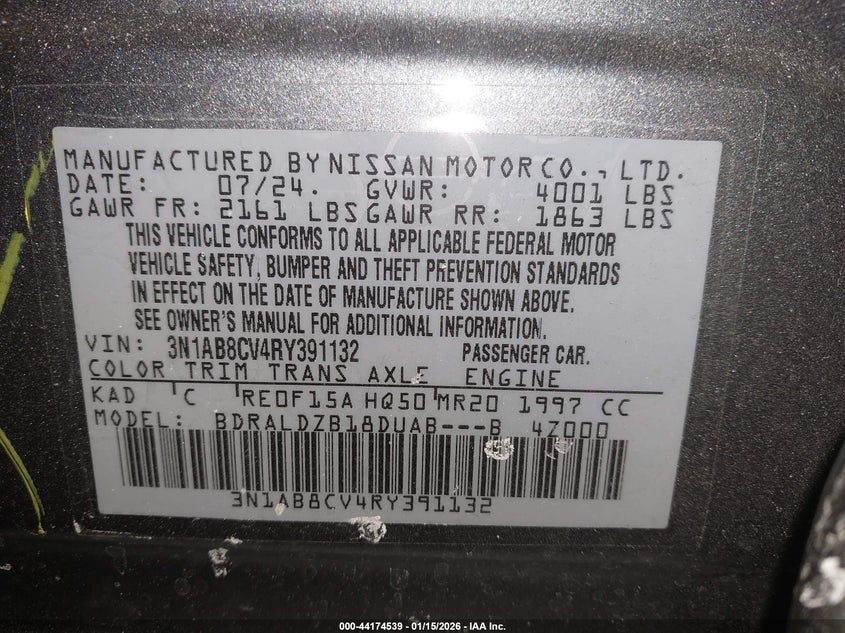 MANUFACTURED BY NISSAN MOTOR CO., LTD.
DATE: 07/24. GVWR: 4001 LBS
GAWR FR: 2161 LBS GAWR RR: 1863 LBS
THIS VEHICLE CONFORMS TO ALL APPLICABLE FEDERAL MOTOR
VEHICLE SAFETY, BUMPER AND THEFT PREVENTION STANDARDS
IN EFFECT ON THE DATE OF MANUFACTURE SHOWN ABOVE.
SEE OWNER'S MANUAL FOR ADDITIONAL INFORMATION.
VIN: 3N1AB8CV4RY391132 PASSENGER CAR.
COLOR TRIM TRANS AXLE ENGINE
KAD C RE0F15A HQ50 MR20 1997 CC
MODEL: BDRALDZB18DUAB---B 4Z000
3N1AB8CV4RY391132
000-44174539 - 01/15/2026 - IAA Inc.